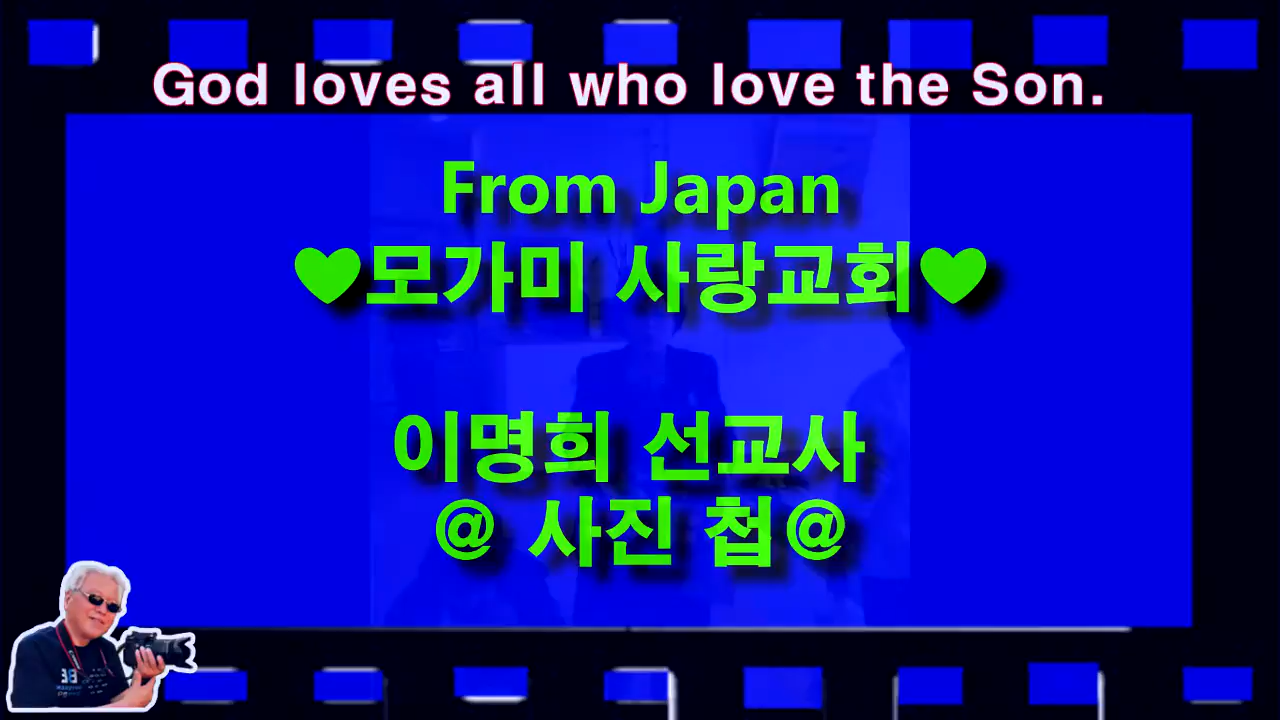 God loves all who love the Son.
From Japan
♥모가미 사랑교회♥
이명희 선교사
@ 사진 첩@